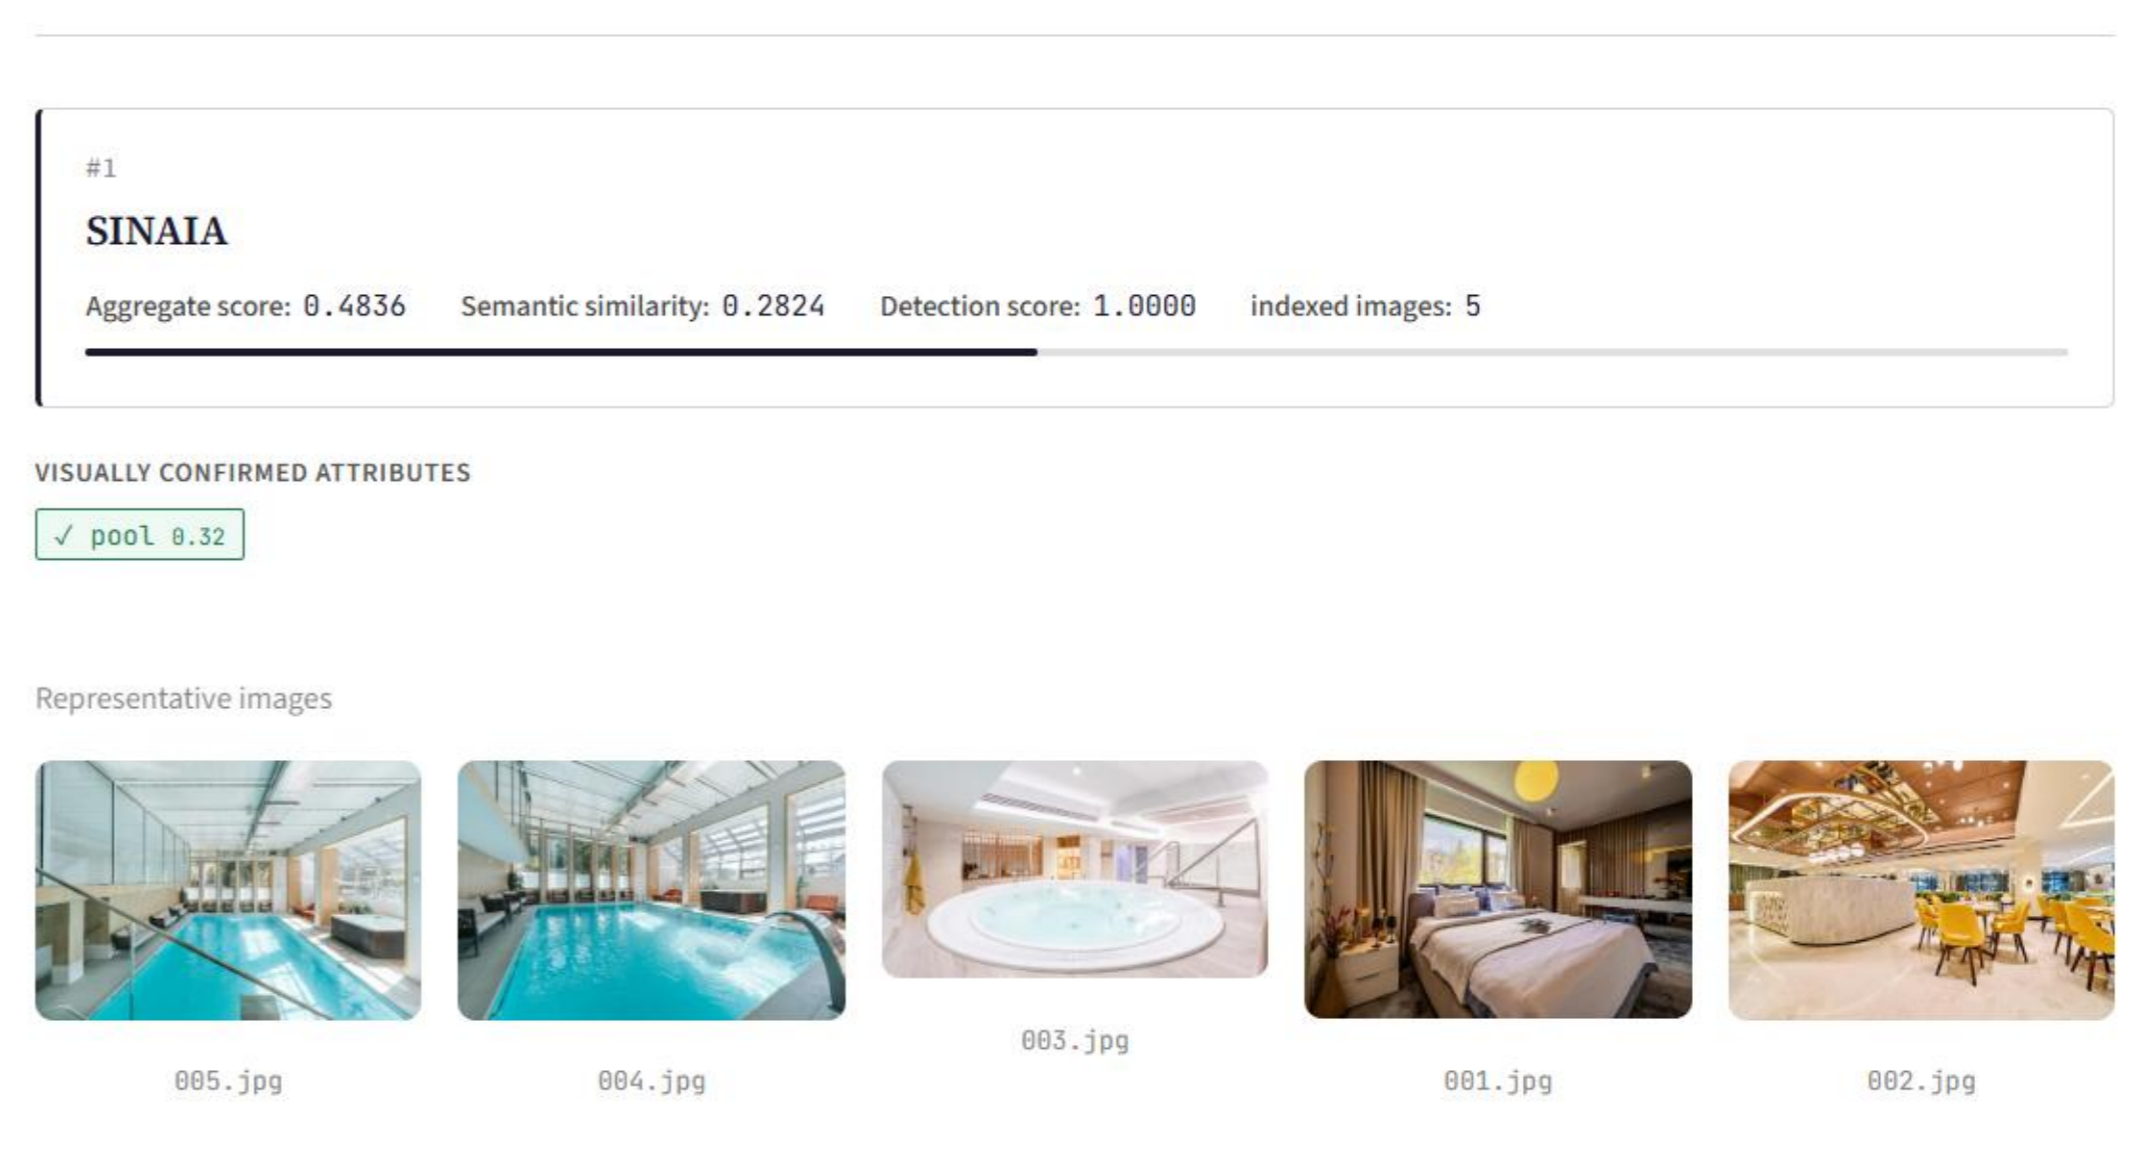 #1
SINAIA
Aggregate score: 0.4836 Semantic similarity: 0.2824 Detection score: 1.0000 indexed images: 5
VISUALLY CONFIRMED ATTRIBUTES
✓ pool 0.32
Representative images
005.jpg 004.jpg 003.jpg 001.jpg 002.jpg